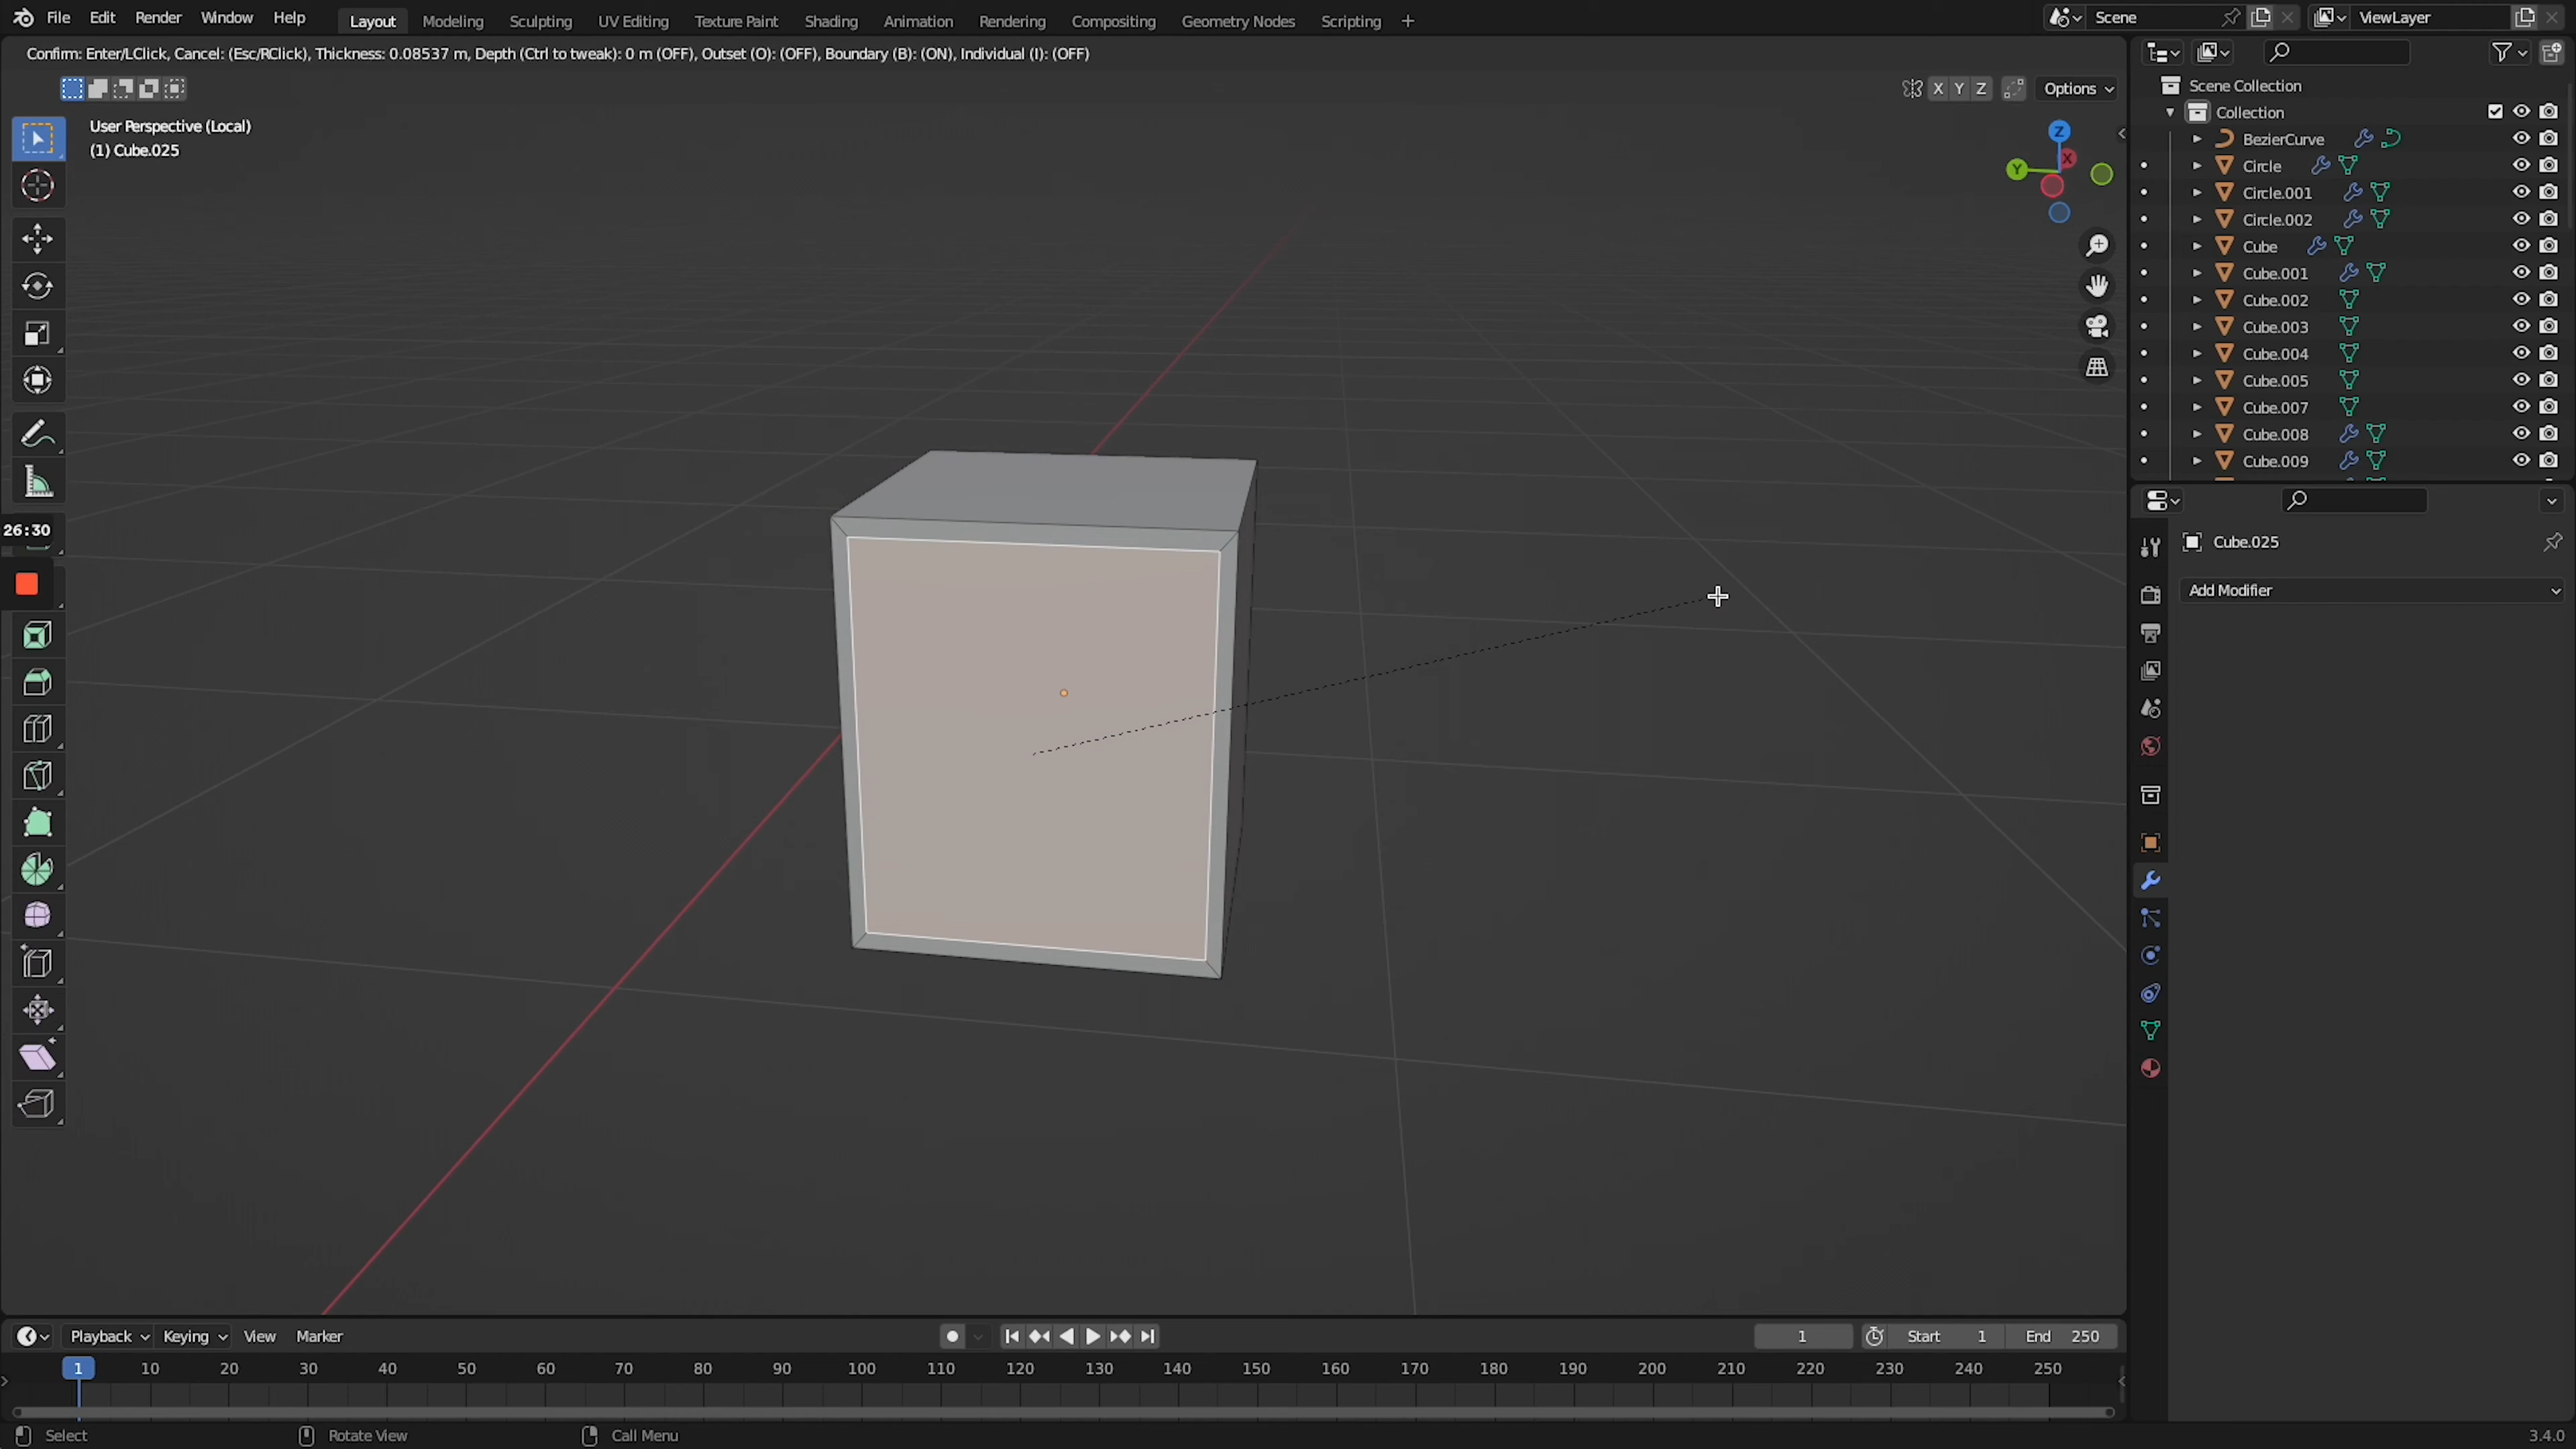 File Edit Render Window Help Layout Modeling Sculpting UV Editing Texture Paint Shading Animation Rendering Compositing Geometry Nodes Scripting + Scene ViewLayer
Confirm: Enter/LClick, Cancel: (Esc/RClick), Thickness: 0.08537 m, Depth (Ctrl to tweak): 0 m (OFF), Outset (O): (OFF), Boundary (B): (ON), Individual (I): (OFF)
X Y Z Options
User Perspective (Local)
(1) Cube.025
Z
Y X
26:30
Scene Collection
Collection
BezierCurve
Circle
Circle.001
Circle.002
Cube
Cube.001
Cube.002
Cube.003
Cube.004
Cube.005
Cube.007
Cube.008
Cube.009
Cube.025
Add Modifier
Playback Keying View Marker 1 Start 1 End 250
1 10 20 30 40 50 60 70 80 90 100 110 120 130 140 150 160 170 180 190 200 210 220 230 240 250
Select Rotate View Call Menu 3.4.0